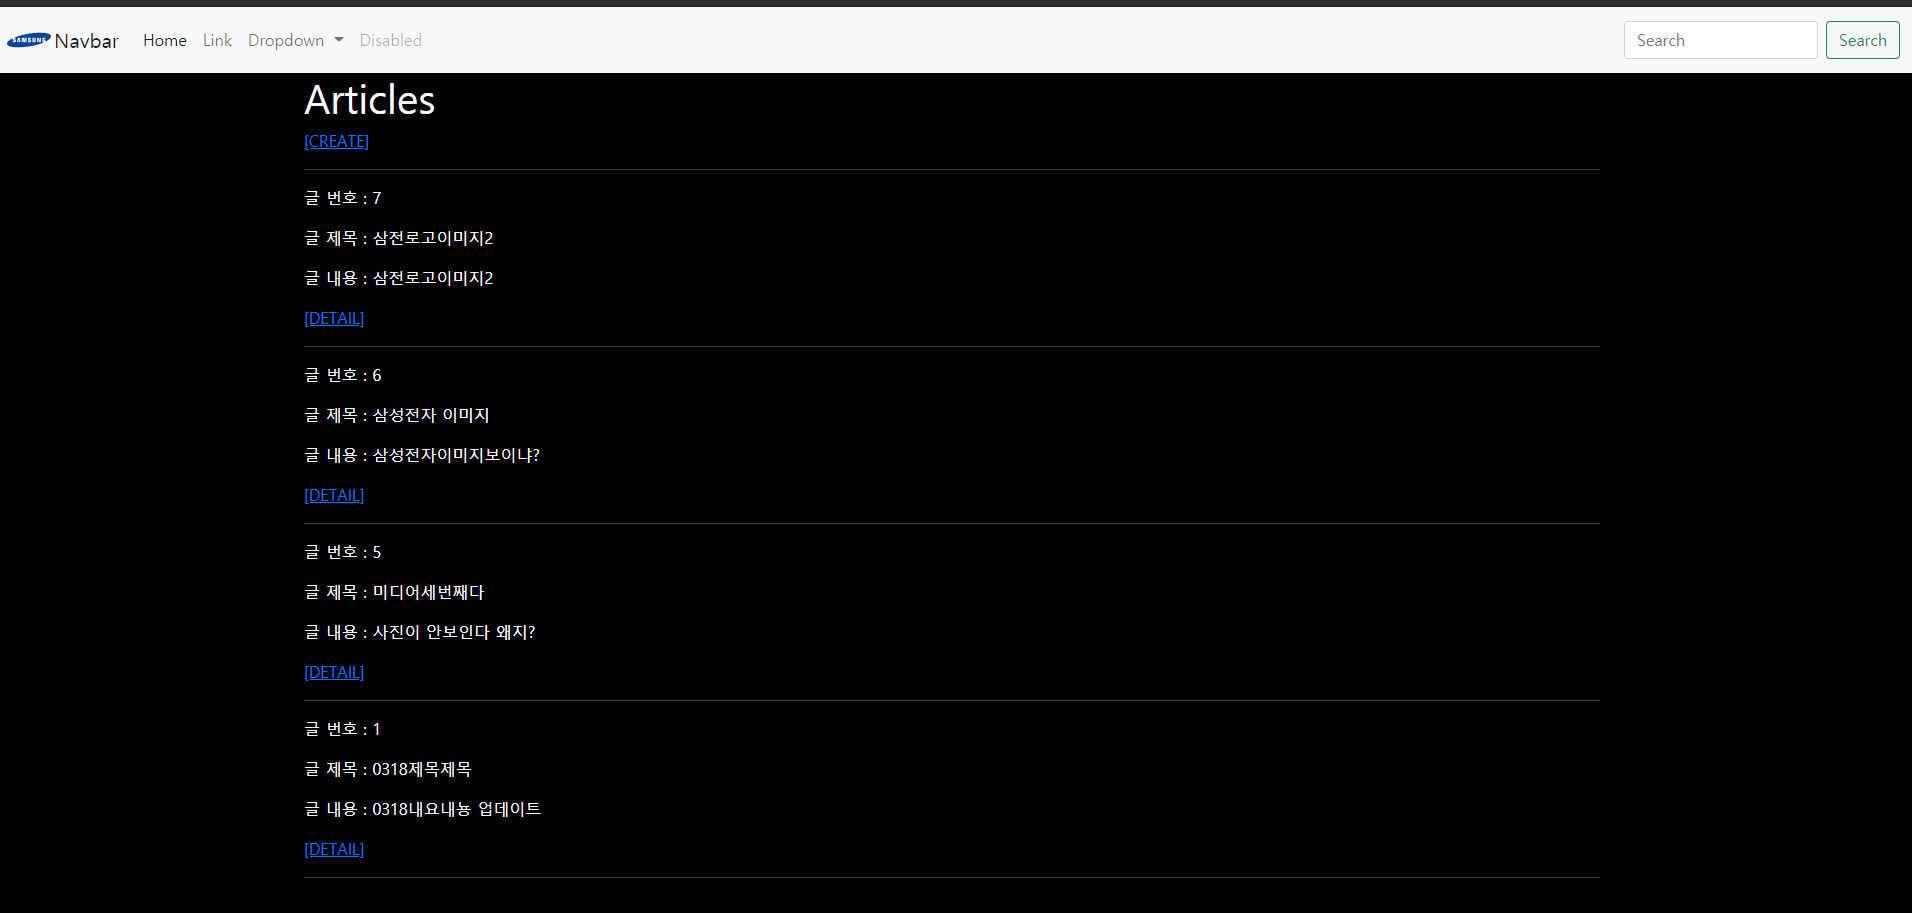 SAMSUNG Navbar Home Link Dropdown Disabled Search Search
Articles
[CREATE]
글 번호 : 7
글 제목 : 삼전로고이미지2
글 내용 : 삼전로고이미지2
[DETAIL]
글 번호 : 6
글 제목 : 삼성전자 이미지
글 내용 : 삼성전자이미지보이냐?
[DETAIL]
글 번호 : 5
글 제목 : 미디어세번째다
글 내용 : 사진이 안보인다 왜지?
[DETAIL]
글 번호 : 1
글 제목 : 0318제목제목
글 내용 : 0318내요내뇽 업데이트
[DETAIL]